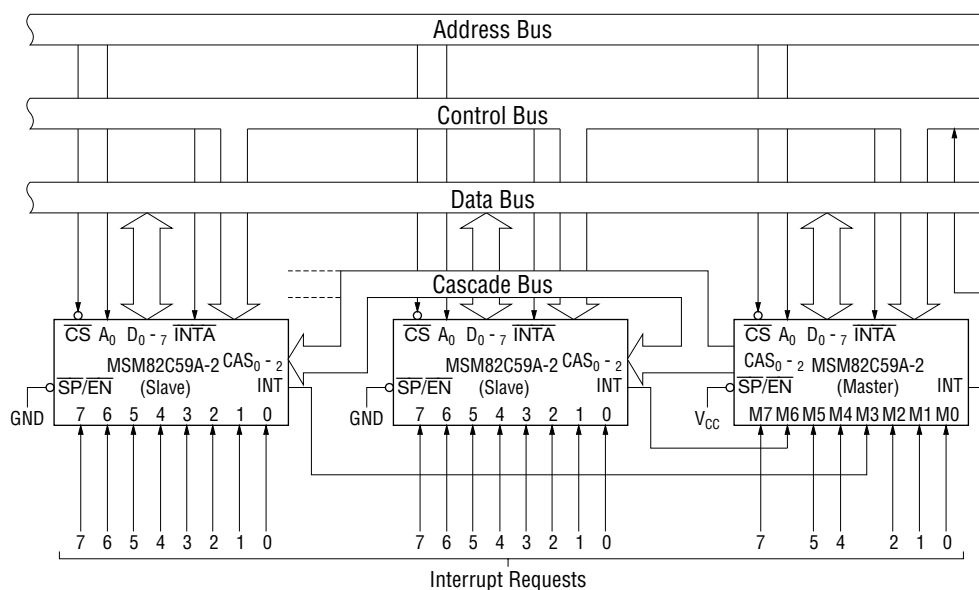 Address Bus
Control Bus
Data Bus
Cascade Bus
CS A0 D0 - 7 INTA
MSM82C59A-2 CAS0 - 2
SP/EN (Slave) INT
7 6 5 4 3 2 1 0
GND
CS A0 D0 - 7 INTA
MSM82C59A-2 CAS0 - 2
SP/EN (Slave) INT
7 6 5 4 3 2 1 0
GND
CS A0 D0 - 7 INTA
CAS0 - 2 MSM82C59A-2
SP/EN (Master) INT
M7 M6 M5 M4 M3 M2 M1 M0
VCC
7 6 5 4 3 2 1 0
7 6 5 4 3 2 1 0
7 5 4 2 1 0
Interrupt Requests